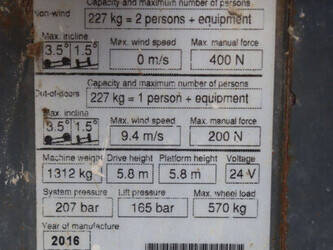 Capacity and maximum number of persons
Non-wind
227 kg = 2 persons + equipment
Max. incline
Max. wind speed
Max. manual force
3.5° 1.5°
0 m/s
400 N
Capacity and maximum number of persons
Out-of-doors
227 kg = 1 person + equipment
Max. incline
Max. wind speed
Max. manual force
3.5° 1.5°
9.4 m/s
200 N
Machine weight
Drive height
Platform height
Voltage
1312 kg
5.8 m
5.8 m
24 V
System pressure
Lift pressure
Max. wheel load
207 bar
165 bar
570 kg
Year of manufacture
2016